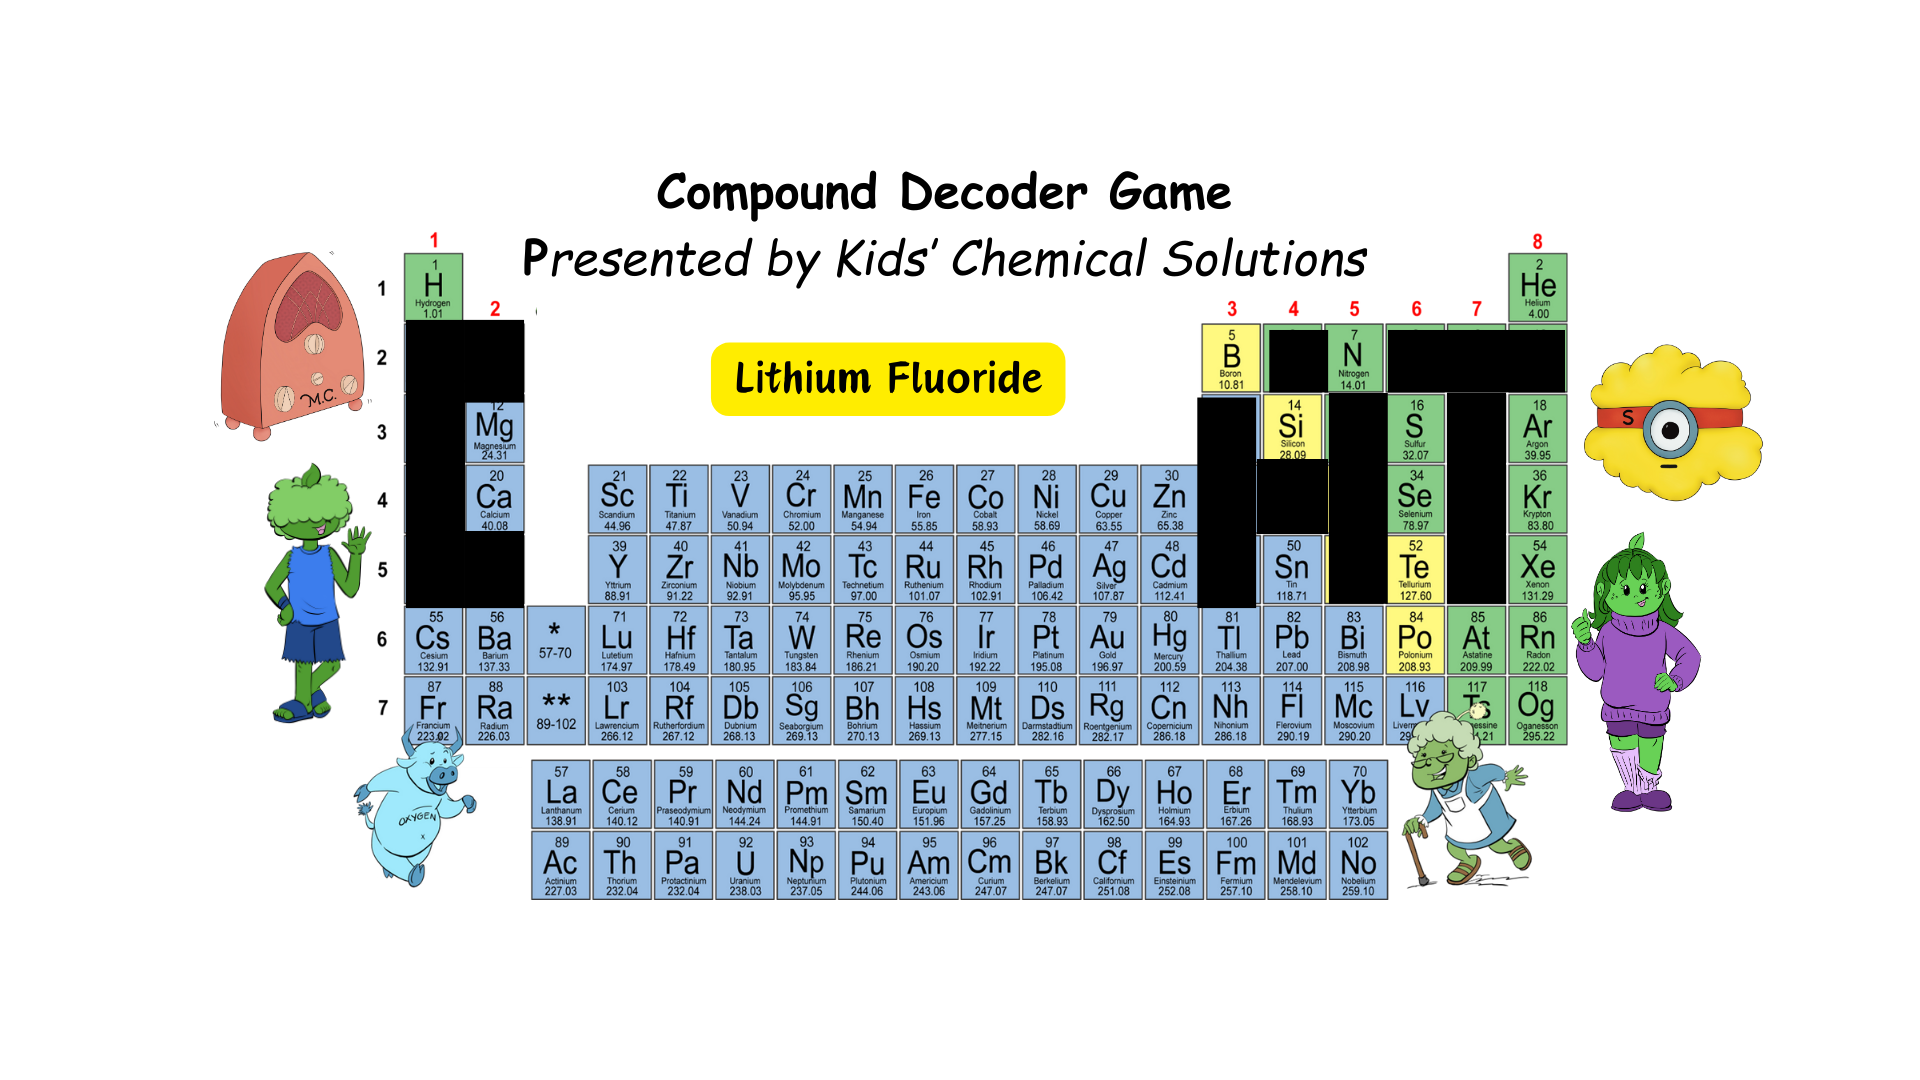 Compound Decoder Game
Presented by Kids' Chemical Solutions
1 8
1 H Hydrogen 1.01
2 He Helium 4.00
1
2 3 4 5 6 7
Lithium Fluoride
2
5 B Boron 10.81
7 N Nitrogen 14.01
M.C.
S
3
12 Mg Magnesium 24.31
14 Si Silicon 28.09
16 S Sulfur 32.07
18 Ar Argon 39.95
4
20 Ca Calcium 40.08
21 Sc Scandium 44.96
22 Ti Titanium 47.87
23 V Vanadium 50.94
24 Cr Chromium 52.00
25 Mn Manganese 54.94
26 Fe Iron 55.85
27 Co Cobalt 58.93
28 Ni Nickel 58.69
29 Cu Copper 63.55
30 Zn Zinc 65.38
34 Se Selenium 78.97
36 Kr Krypton 83.80
5
39 Y Yttrium 88.91
40 Zr Zirconium 91.22
41 Nb Niobium 92.91
42 Mo Molybdenum 95.95
43 Tc Technetium 97.00
44 Ru Ruthenium 101.07
45 Rh Rhodium 102.91
46 Pd Palladium 106.42
47 Ag Silver 107.87
48 Cd Cadmium 112.41
50 Sn Tin 118.71
52 Te Tellurium 127.60
54 Xe Xenon 131.29
6
55 Cs Cesium 132.91
56 Ba Barium 137.33
* 57-70
71 Lu Lutetium 174.97
72 Hf Hafnium 178.49
73 Ta Tantalum 180.95
74 W Tungsten 183.84
75 Re Rhenium 186.21
76 Os Osmium 190.20
77 Ir Iridium 192.22
78 Pt Platinum 195.08
79 Au Gold 196.97
80 Hg Mercury 200.59
81 Tl Thallium 204.38
82 Pb Lead 207.00
83 Bi Bismuth 208.98
84 Po Polonium 208.93
85 At Astatine 209.99
86 Rn Radon 222.02
7
87 Fr Francium 223.02
88 Ra Radium 226.03
** 89-102
103 Lr Lawrencium 266.12
104 Rf Rutherfordium 267.12
105 Db Dubnium 268.13
106 Sg Seaborgium 269.13
107 Bh Bohrium 270.13
108 Hs Hassium 269.13
109 Mt Meitnerium 277.15
110 Ds Darmstadtium 282.16
111 Rg Roentgenium 282.17
112 Cn Copernicium 286.18
113 Nh Nihonium 286.18
114 Fl Flerovium 290.19
115 Mc Moscovium 290.20
116 Lv
117 Ts
118 Og Oganesson 295.22
57 La Lanthanum 138.91
58 Ce Cerium 140.12
59 Pr Praseodymium 140.91
60 Nd Neodymium 144.24
61 Pm Promethium 144.91
62 Sm Samarium 150.40
63 Eu Europium 151.96
64 Gd Gadolinium 157.25
65 Tb Terbium 158.93
66 Dy Dysprosium 162.50
67 Ho Holmium 164.93
68 Er Erbium 167.26
69 Tm Thulium 168.93
70 Yb Ytterbium 173.05
OXYGEN
x
89 Ac Actinium 227.03
90 Th Thorium 232.04
91 Pa Protactinium 232.04
92 U Uranium 238.03
93 Np Neptunium 237.05
94 Pu Plutonium 244.06
95 Am Americium 243.06
96 Cm Curium 247.07
97 Bk Berkelium 247.07
98 Cf Californium 251.08
99 Es Einsteinium 252.08
100 Fm Fermium 257.10
101 Md Mendelevium 258.10
102 No Nobelium 259.10